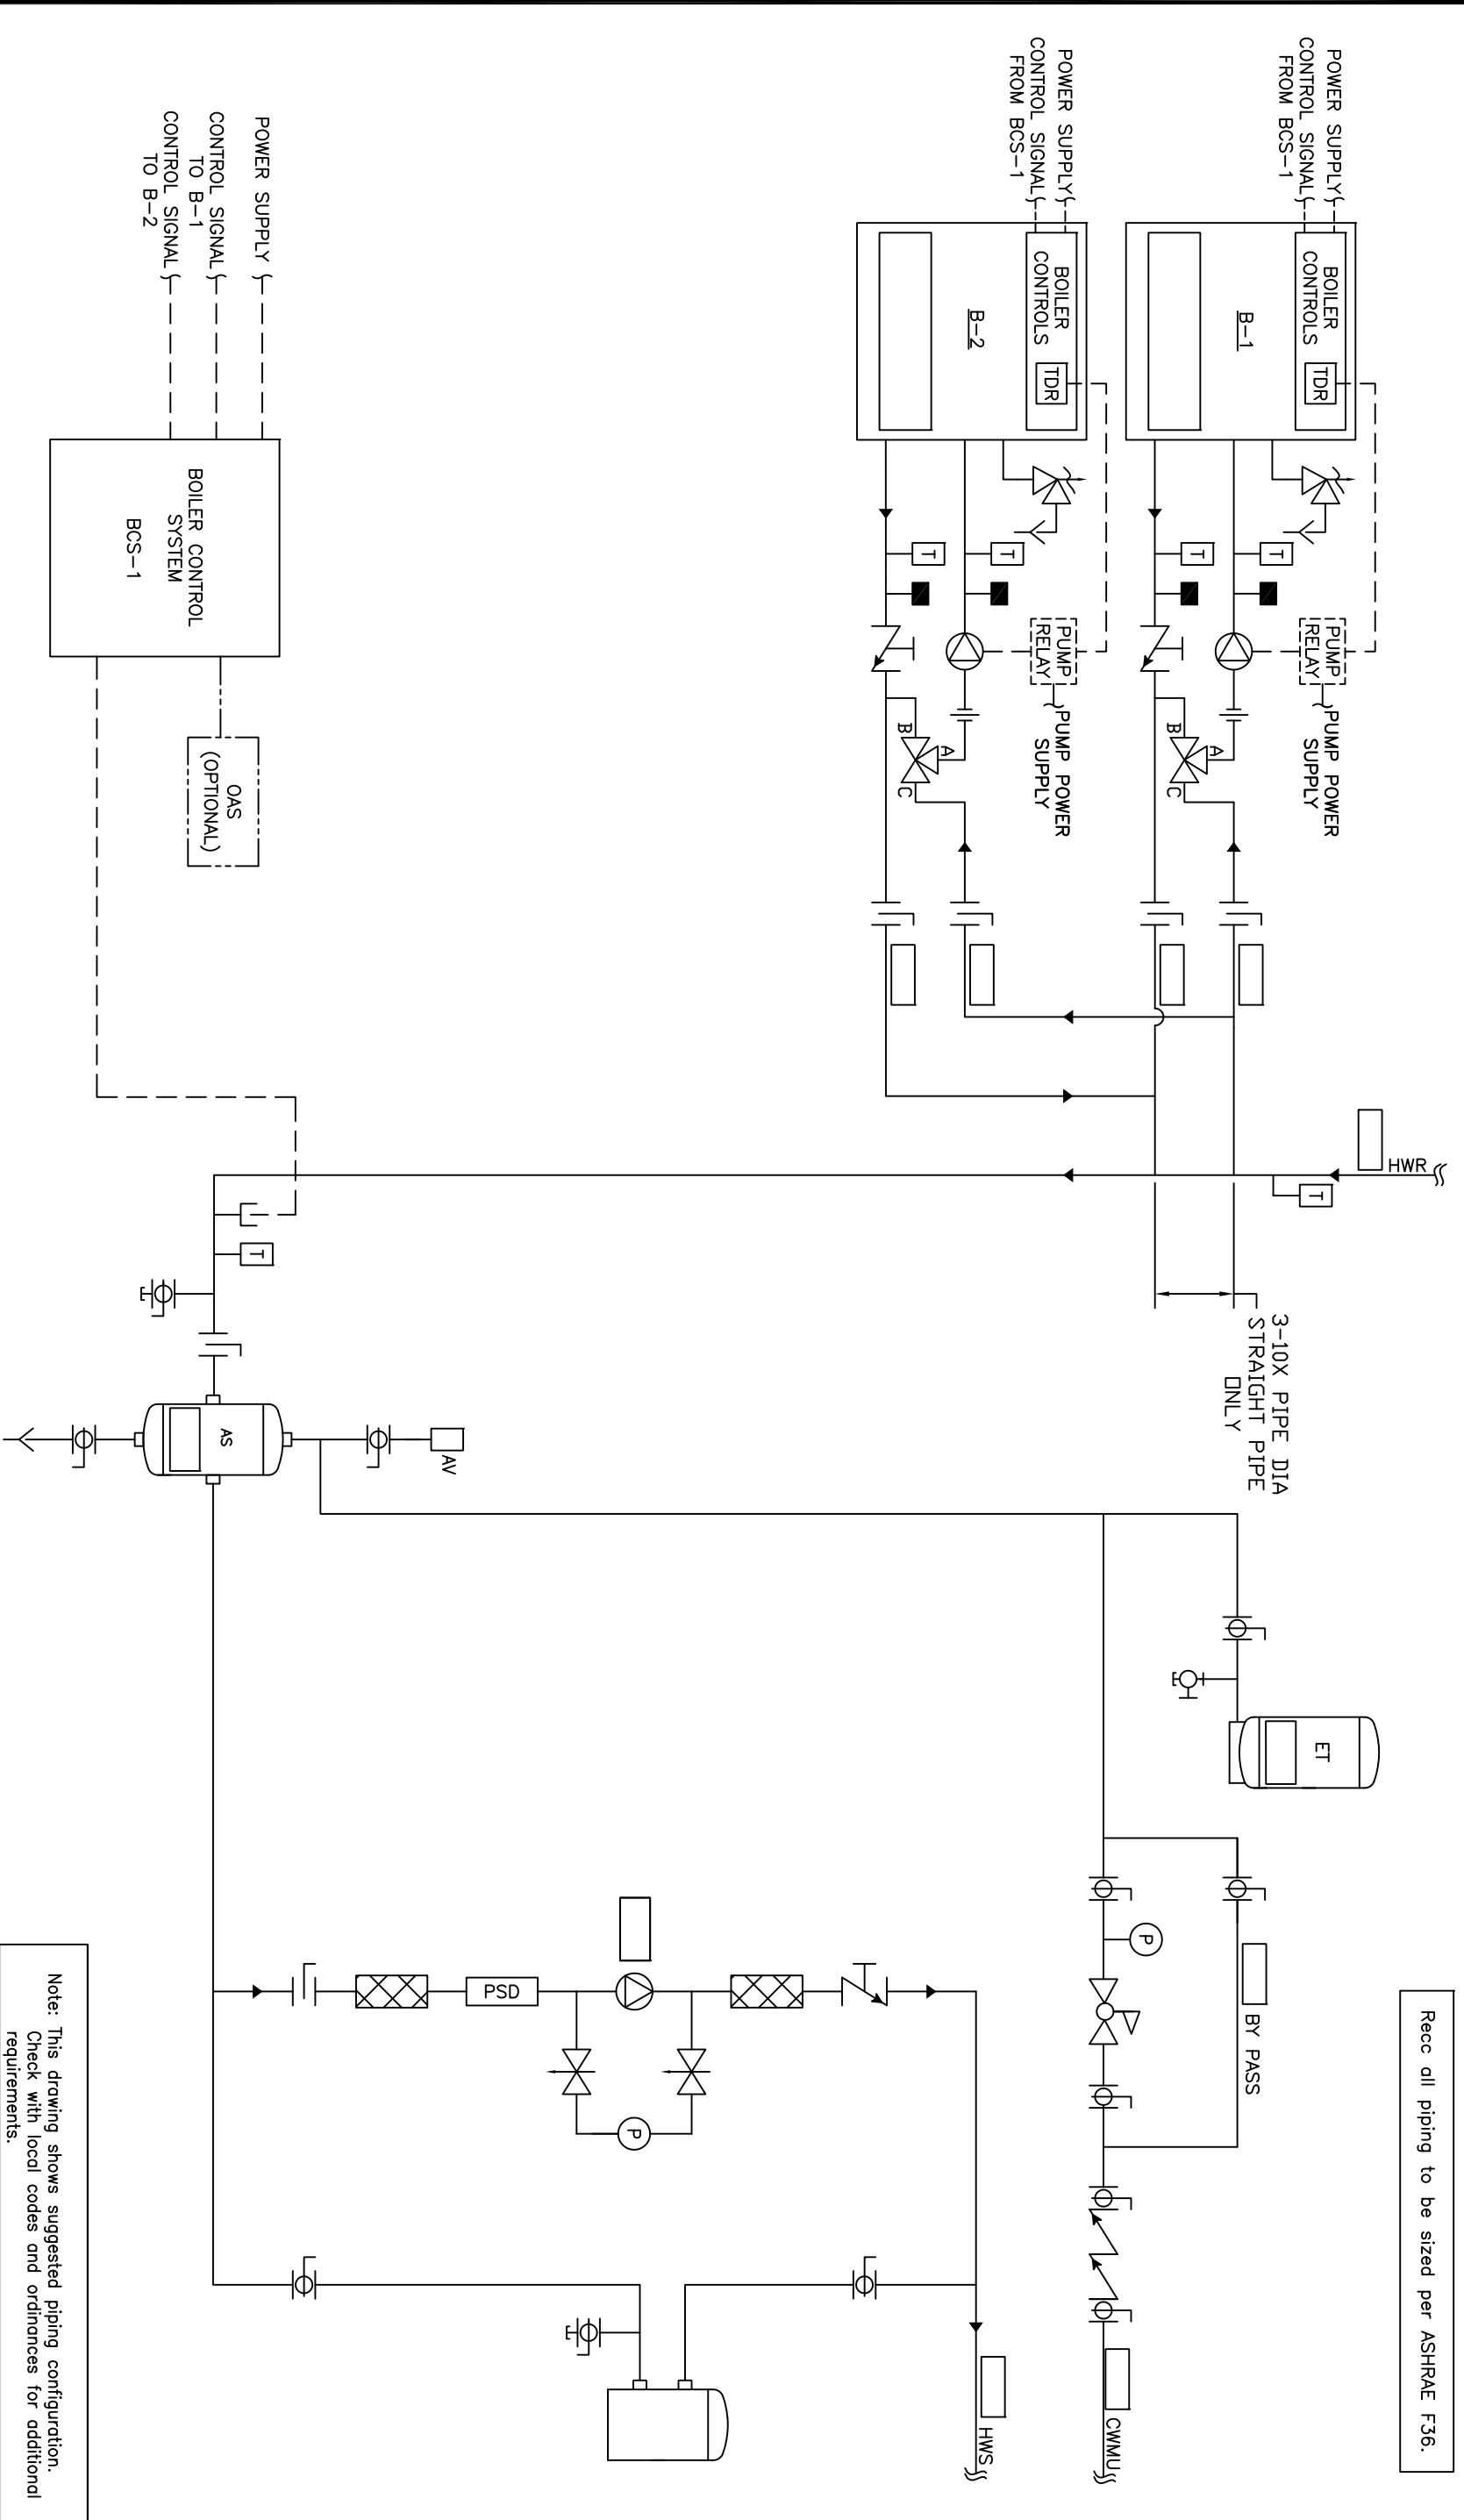 POWER SUPPLY
CONTROL SIGNAL
FROM BCS-1
BOILER
CONTROLS
TDR
B-1
T
T
PUMP
RELAY
PUMP POWER
SUPPLY
A
B
C
POWER SUPPLY
CONTROL SIGNAL
FROM BCS-1
BOILER
CONTROLS
TDR
B-2
T
T
PUMP
RELAY
PUMP POWER
SUPPLY
A
B
C
POWER SUPPLY
CONTROL SIGNAL
TO B-1
CONTROL SIGNAL
TO B-2
BOILER CONTROL
SYSTEM
BCS-1
OAS
(OPTIONAL)
HWR
T
T
3-10X PIPE DIA
STRAIGHT PIPE
ONLY
AS
AV
ET
P
BY PASS
PSD
P
CWMU
HWS
Recc all piping to be sized per ASHRAE F36.
Note: This drawing shows suggested piping configuration.
Check with local codes and ordinances for additional
requirements.